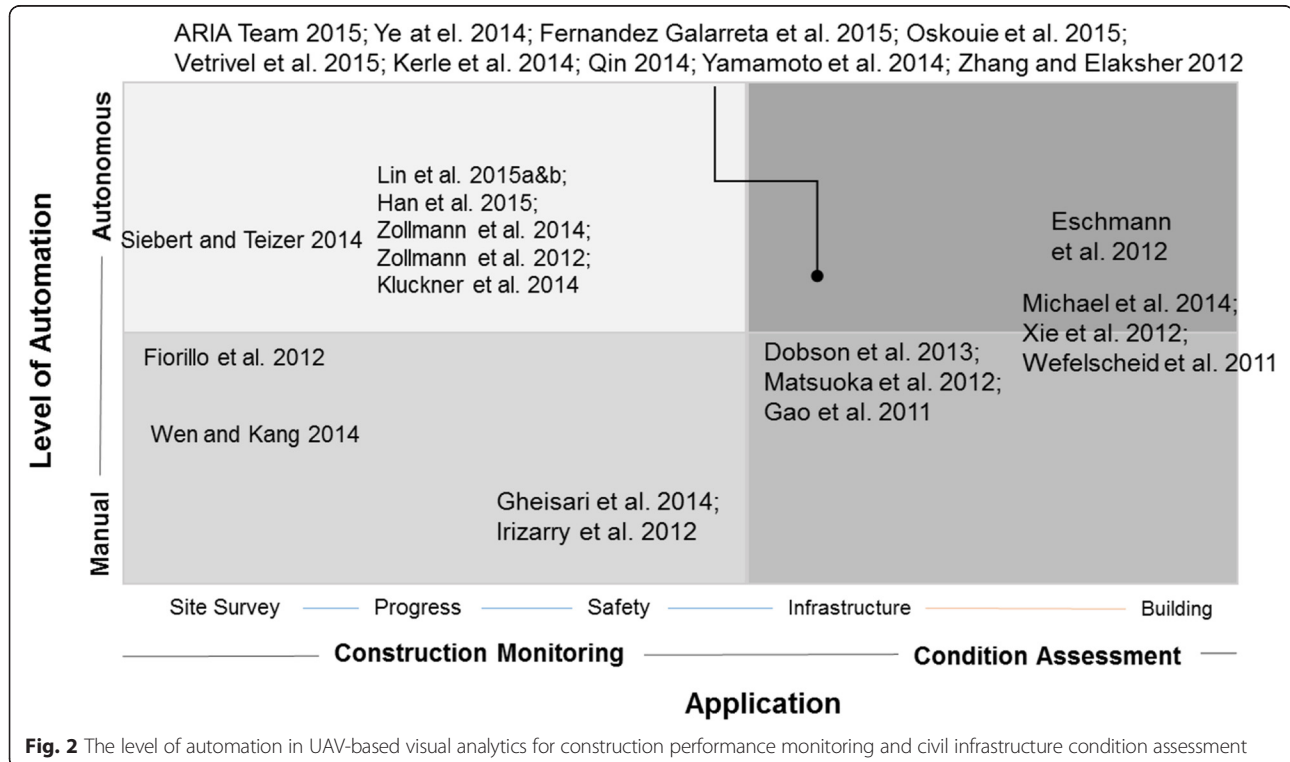 ARIA Team 2015; Ye at el. 2014; Fernandez Galarreta et al. 2015; Oskouie et al. 2015;
Vetrivel et al. 2015; Kerle et al. 2014; Qin 2014; Yamamoto et al. 2014; Zhang and Elaksher 2012
Level of Automation
Autonomous
Manual
Siebert and Teizer 2014
Lin et al. 2015a&b;
Han et al. 2015;
Zollmann et al. 2014;
Zollmann et al. 2012;
Kluckner et al. 2014
Eschmann
et al. 2012
Michael et al. 2014;
Xie et al. 2012;
Wefelscheid et al. 2011
Fiorillo et al. 2012
Wen and Kang 2014
Gheisari et al. 2014;
Irizarry et al. 2012
Dobson et al. 2013;
Matsuoka et al. 2012;
Gao et al. 2011
Site Survey Progress Safety Infrastructure Building
Construction Monitoring Condition Assessment
Application
Fig. 2 The level of automation in UAV-based visual analytics for construction performance monitoring and civil infrastructure condition assessment